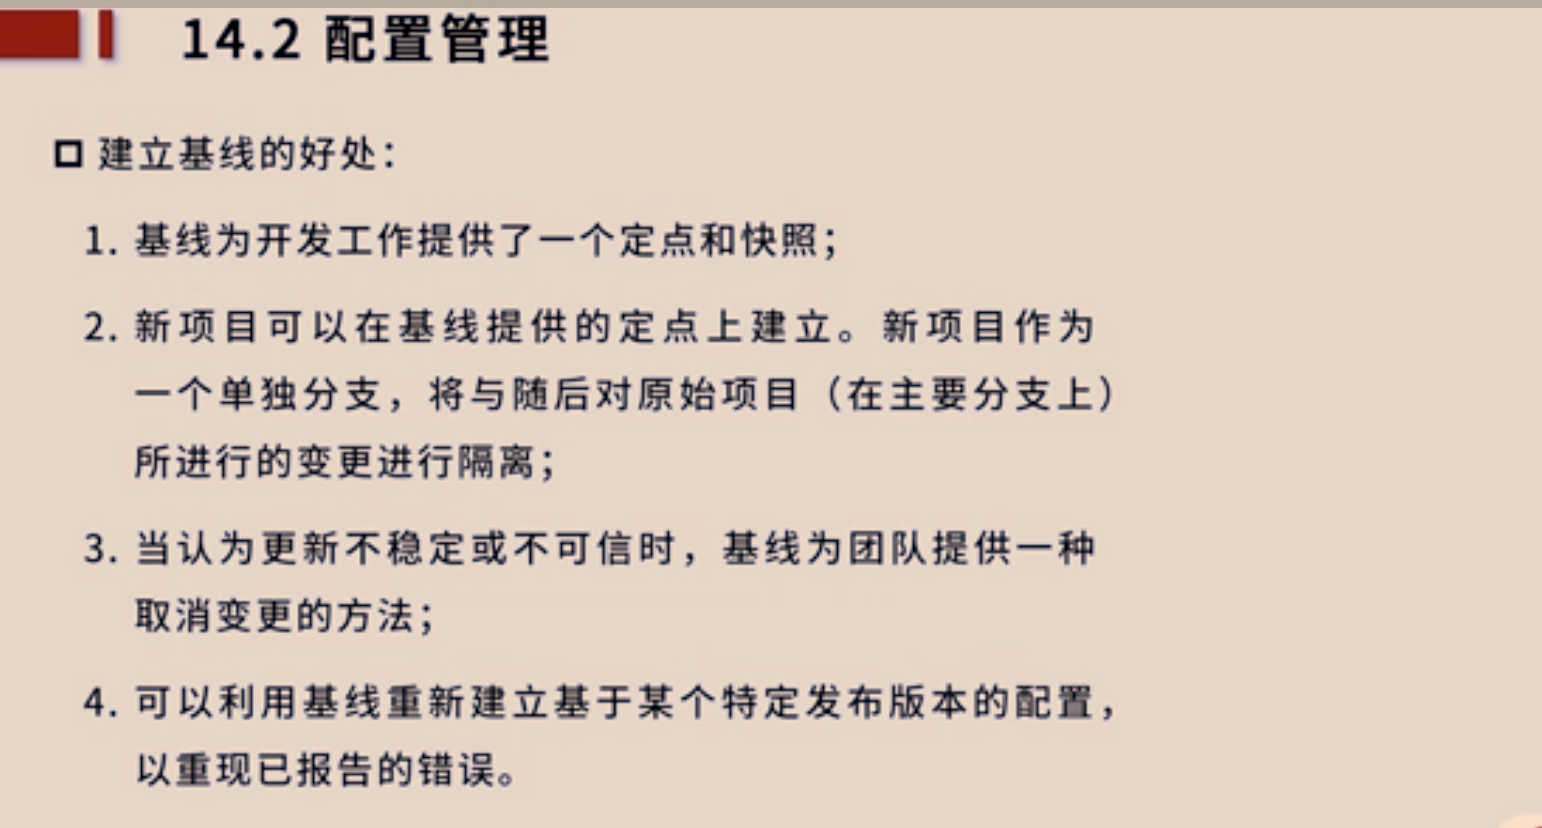 14.2 配置管理
建立基线的好处：
1. 基线为开发工作提供了一个定点和快照；
2. 新项目可以在基线提供的定点上建立。新项目作为
一个单独分支，将与随后对原始项目（在主要分支上）
所进行的变更进行隔离；
3. 当认为更新不稳定或不可信时，基线为团队提供一种
取消变更的方法；
4. 可以利用基线重新建立基于某个特定发布版本的配置，
以重现已报告的错误。